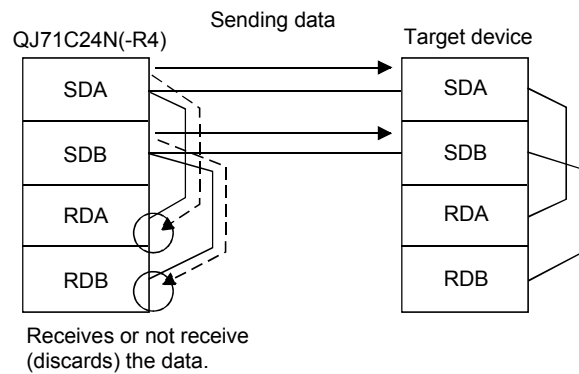 Sending data
QJ71C24N(-R4)
Target device
SDA
SDB
RDA
RDB
SDA
SDB
RDA
RDB
Receives or not receive
(discards) the data.